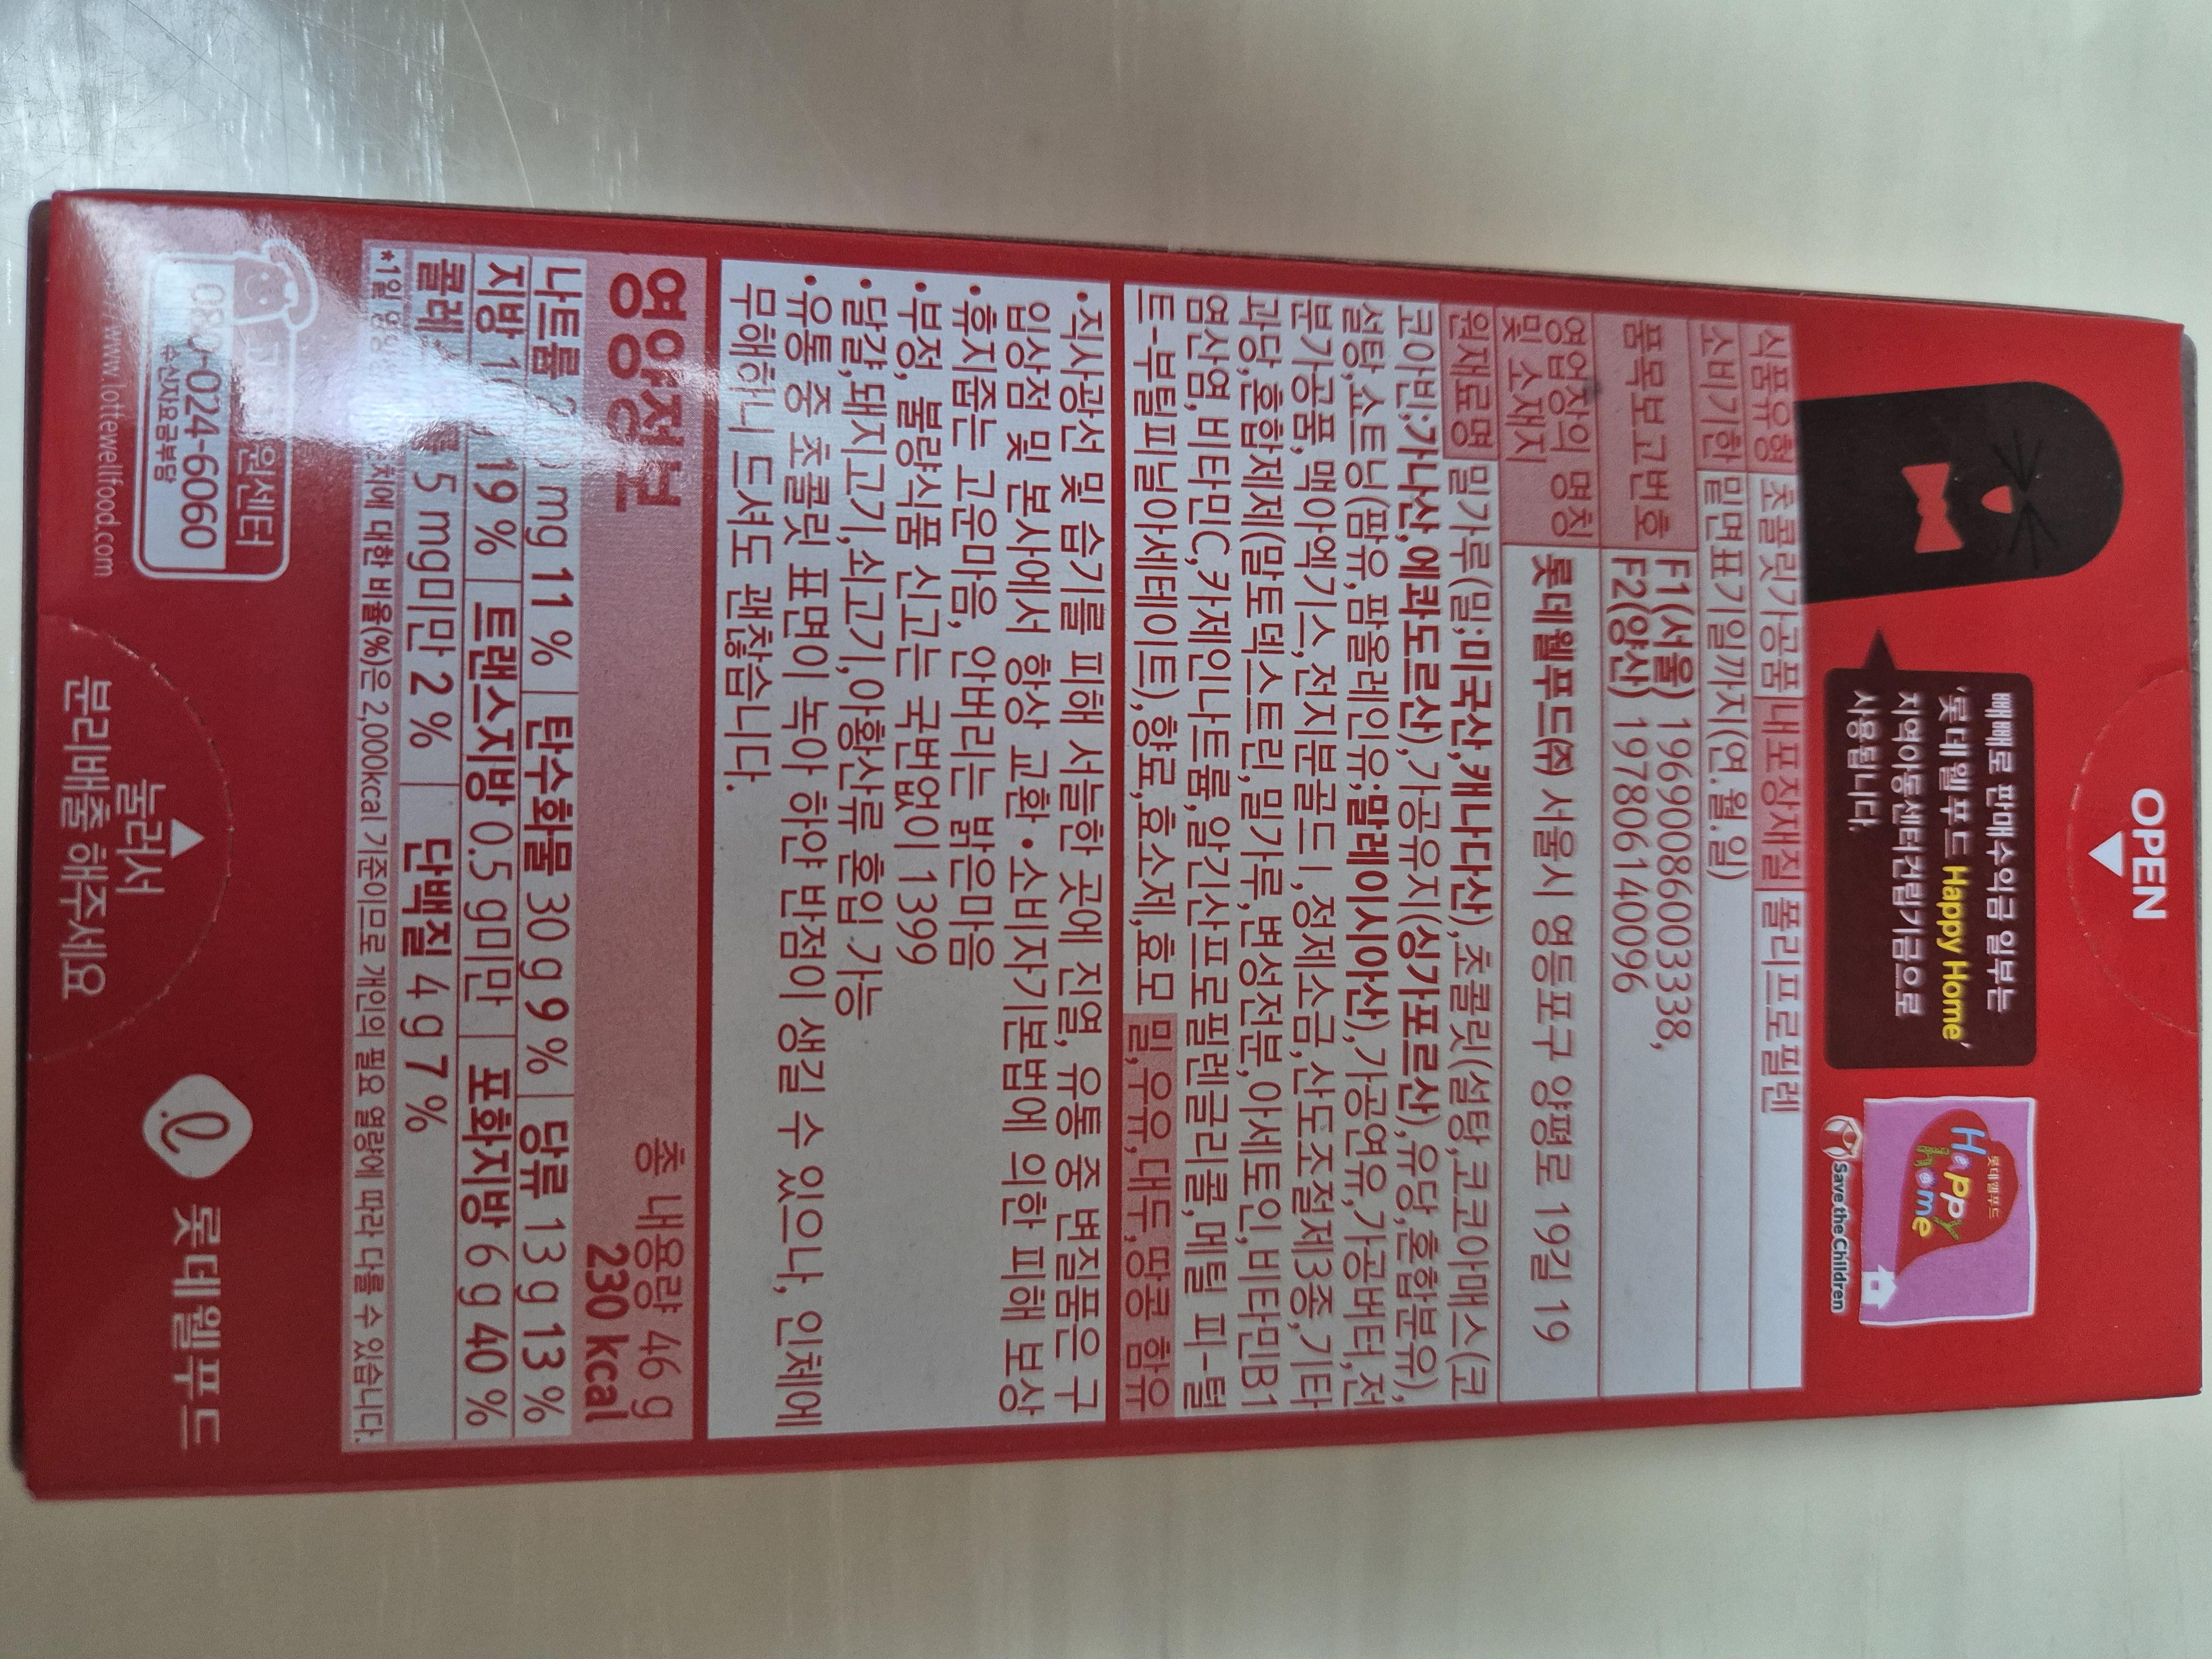 OPEN
빼빼로 판매수익금 일부는
'롯데웰푸드 Happy Home'
지역아동센터건립기금으로
사용됩니다.
롯데웰푸드
Happy
home
Save the Children
식품유형 초콜릿가공품 내포장재질 폴리프로필렌
소비기한 밑면표기일까지(연.월.일)
품목보고번호 F1(서울) 19690086003338,
F2(양산) 1978061400096
영업장의 명칭 및 소재지 롯데웰푸드㈜ 서울시 영등포구 양평로 19길 19
원재료명 밀가루(밀:미국산,캐나다산),초콜릿(설탕,코코아매스(코
코아빈:가나산,에콰도르산),가공유지(싱가포르산),유당,혼합분유),
설탕,쇼트닝(팜유,팜올레인유:말레이시아산),가공연유,가공버터,전
분가공품,맥아엑기스,전지분골드Ⅰ,정제소금,산도조절제3종,기타
과당,혼합제제(말토덱스트린,밀가루,변성전분,아세토인,비타민B1
염산염,비타민C,카제인나트륨,알긴산프로필렌글리콜,메틸 피-털
트-부틸피닐아세테이트),향료,효소제,효모 밀,우유,대두,땅콩 함유
•직사광선 및 습기를 피해 서늘한 곳에 진열, 유통 중 변질품은 구
입상점 및 본사에서 항상 교환 • 소비자기본법에 의한 피해 보상
•휴지줍는 고운마음, 안버리는 밝은마음
•부정, 불량식품 신고는 국번없이 1399
•달걀,돼지고기,쇠고기,아황산류 혼입 가능
•유통 중 초콜릿 표면이 녹아 하얀 반점이 생길 수 있으나, 인체에
무해하니 드셔도 괜찮습니다.
영양정보 총 내용량 46 g
230 kcal
나트륨 mg 11 % 탄수화물 30 g 9 % 당류 13 g 13 %
지방 19 % 트랜스지방 0.5 g미만 포화지방 6 g 40 %
5 mg미만 2 % 단백질 4 g 7 %
*1일 대한 비율(%)은 2,000kcal 기준이므로 개인의 필요 열량에 따라 다를 수 있습니다.
-024-6060
수신자요금부담
www.lottewellfood.com
눌러서
분리배출 해주세요
롯데웰푸드